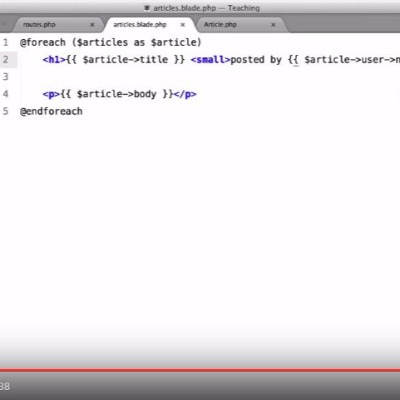 articles.blade.php — Teaching
routes.php × articles.blade.php × Article.php ×
1 @foreach ($articles as $article)
2 <h1>{{ $article->title }} <small>posted by {{ $article->user->n
3
4 <p>{{ $article->body }}</p>
5 @endforeach
38